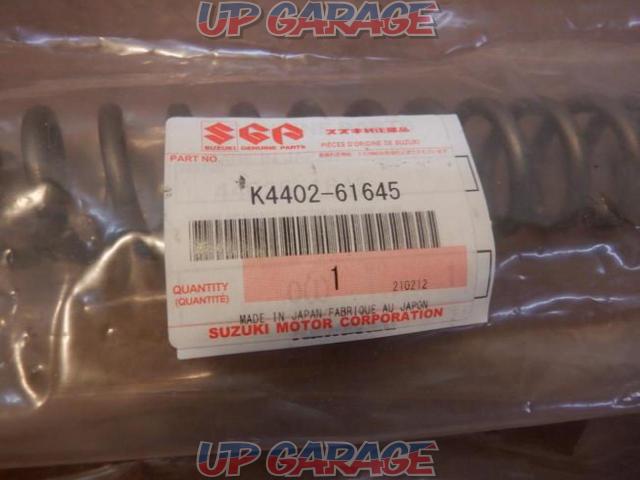 UP GARAGE
SGP スズキ純正部品
SUZUKI GENUINE PARTS PIÈCES D'ORIGINE DE SUZUKI
PART NO.
K4402-61645
QUANTITY
(QUANTITÉ)
1 210212
MADE IN JAPAN/FABRIQUE AU JAPON
SUZUKI MOTOR CORPORATION
UP GARAGE